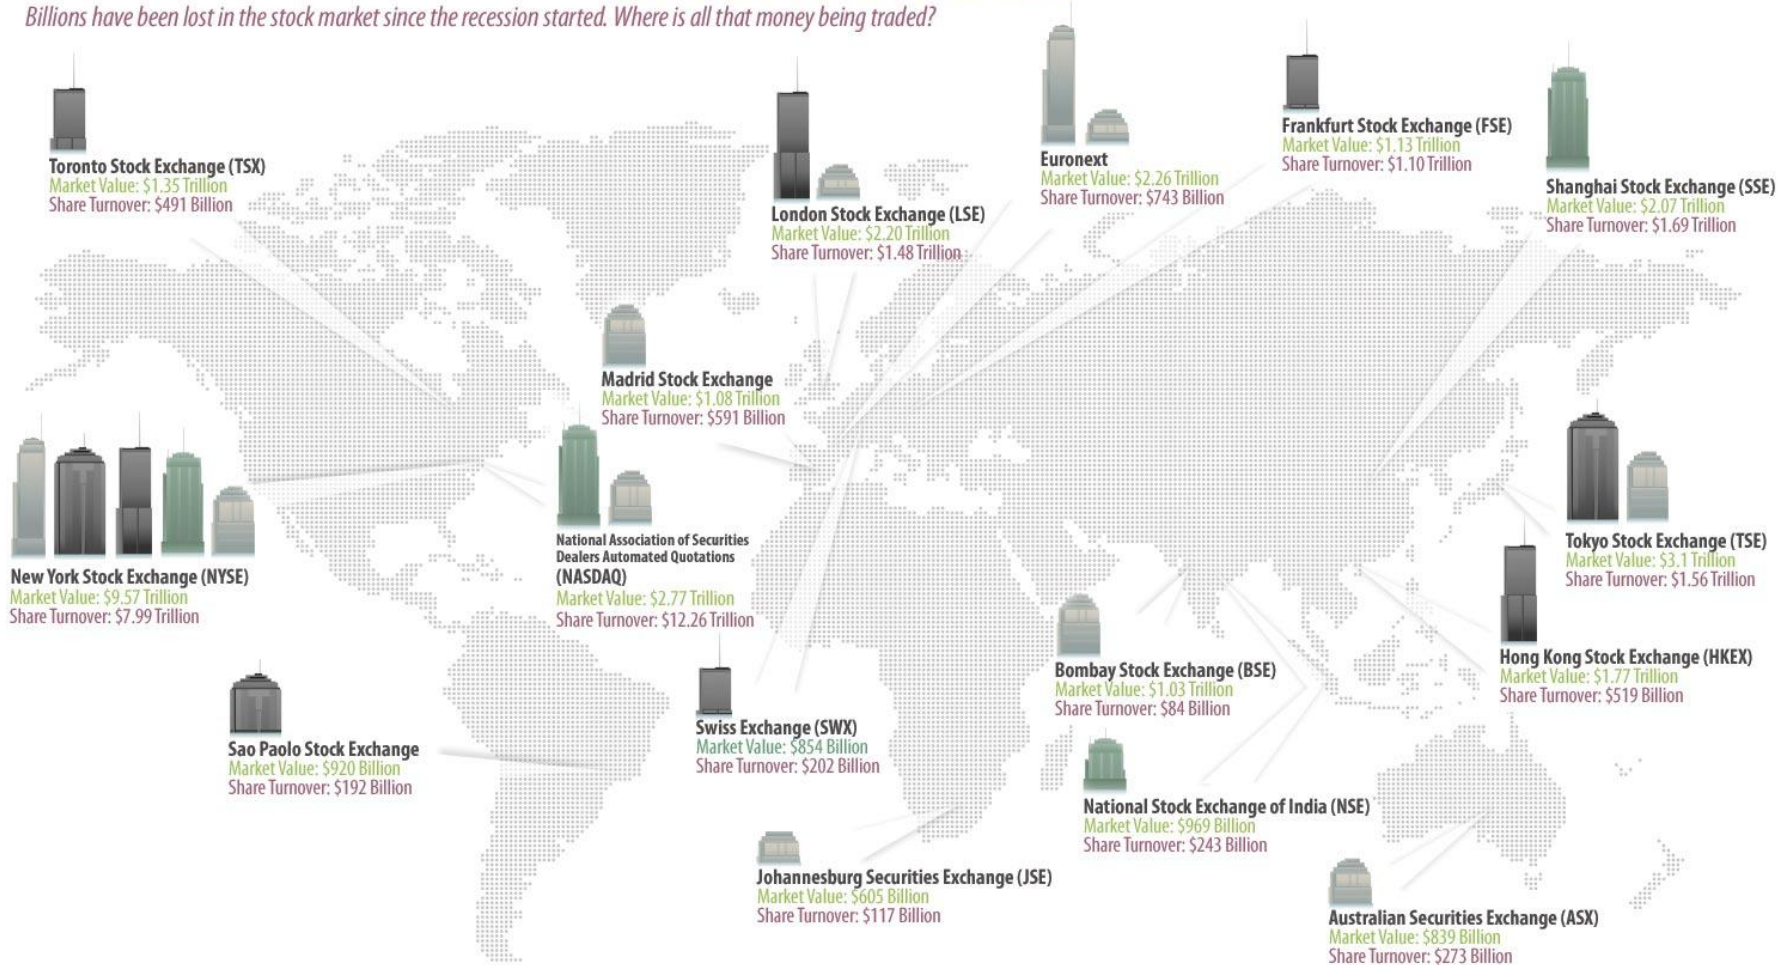 Billions have been lost in the stock market since the recession started. Where is all that money being traded?
Toronto Stock Exchange (TSX)
Market Value: $1.35 Trillion
Share Turnover: $491 Billion
London Stock Exchange (LSE)
Market Value: $2.20 Trillion
Share Turnover: $1.48 Trillion
Euronext
Market Value: $2.26 Trillion
Share Turnover: $743 Billion
Frankfurt Stock Exchange (FSE)
Market Value: $1.13 Trillion
Share Turnover: $1.10 Trillion
Shanghai Stock Exchange (SSE)
Market Value: $2.07 Trillion
Share Turnover: $1.69 Trillion
Madrid Stock Exchange
Market Value: $1.08 Trillion
Share Turnover: $591 Billion
New York Stock Exchange (NYSE)
Market Value: $9.57 Trillion
Share Turnover: $7.99 Trillion
National Association of Securities
Dealers Automated Quotations
(NASDAQ)
Market Value: $2.77 Trillion
Share Turnover: $12.26 Trillion
Tokyo Stock Exchange (TSE)
Market Value: $3.1 Trillion
Share Turnover: $1.56 Trillion
Hong Kong Stock Exchange (HKEX)
Market Value: $1.77 Trillion
Share Turnover: $519 Billion
Bombay Stock Exchange (BSE)
Market Value: $1.03 Trillion
Share Turnover: $84 Billion
Sao Paolo Stock Exchange
Market Value: $920 Billion
Share Turnover: $192 Billion
Swiss Exchange (SWX)
Market Value: $854 Billion
Share Turnover: $202 Billion
National Stock Exchange of India (NSE)
Market Value: $969 Billion
Share Turnover: $243 Billion
Johannesburg Securities Exchange (JSE)
Market Value: $605 Billion
Share Turnover: $117 Billion
Australian Securities Exchange (ASX)
Market Value: $839 Billion
Share Turnover: $273 Billion